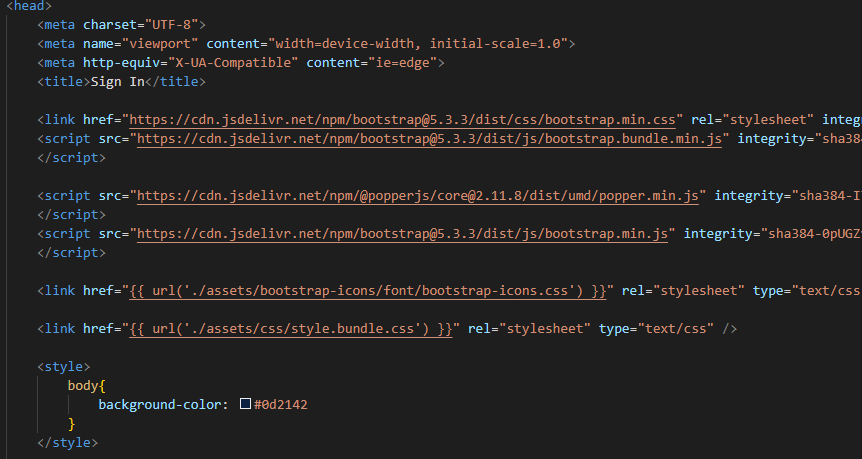 <head>
<meta charset="UTF-8">
<meta name="viewport" content="width=device-width, initial-scale=1.0">
<meta http-equiv="X-UA-Compatible" content="ie=edge">
<title>Sign In</title>
<link href="https://cdn.jsdelivr.net/npm/bootstrap@5.3.3/dist/css/bootstrap.min.css" rel="stylesheet" integ
<script src="https://cdn.jsdelivr.net/npm/bootstrap@5.3.3/dist/js/bootstrap.bundle.min.js" integrity="sha384
</script>
<script src="https://cdn.jsdelivr.net/npm/@popperjs/core@2.11.8/dist/umd/popper.min.js" integrity="sha384-I7
</script>
<script src="https://cdn.jsdelivr.net/npm/bootstrap@5.3.3/dist/js/bootstrap.min.js" integrity="sha384-0pUGZ
</script>
<link href="{{ url('./assets/bootstrap-icons/font/bootstrap-icons.css') }}" rel="stylesheet" type="text/css
<link href="{{ url('./assets/css/style.bundle.css') }}" rel="stylesheet" type="text/css" />
<style>
body{
background-color: #0d2142
}
</style>